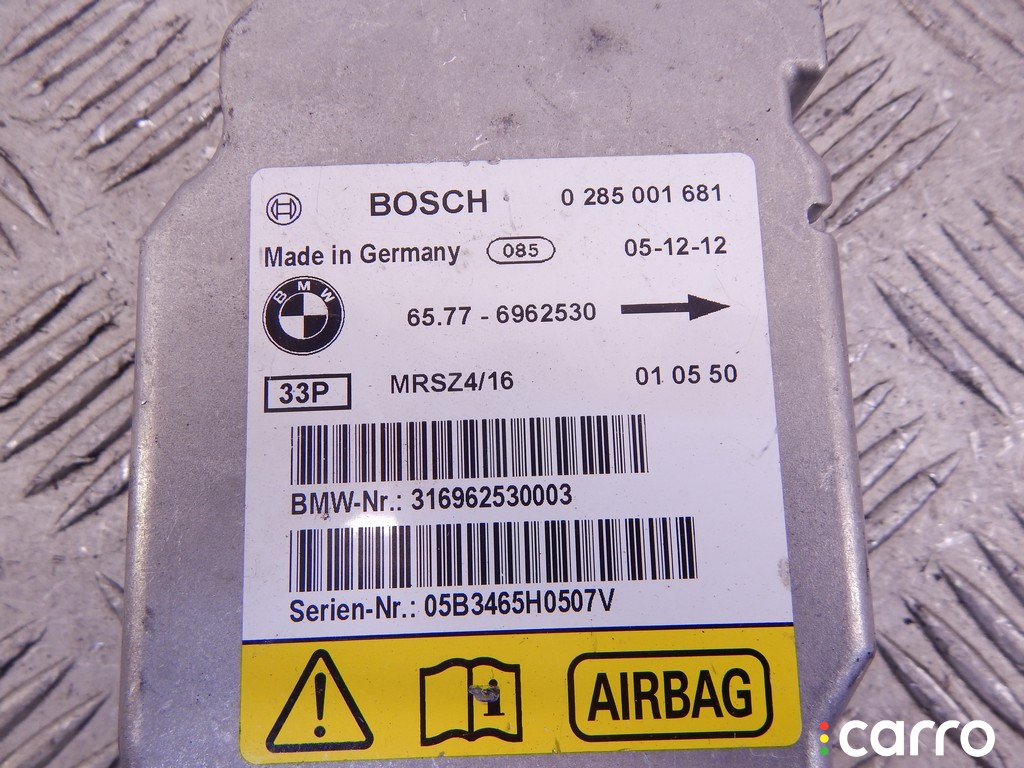 BOSCH 0 285 001 681
Made in Germany 085 05-12-12
BMW
65.77 - 6962530
33P MRSZ4/16 01 05 50
BMW-Nr.: 316962530003
Serien-Nr.: 05B3465H0507V
i AIRBAG
carro